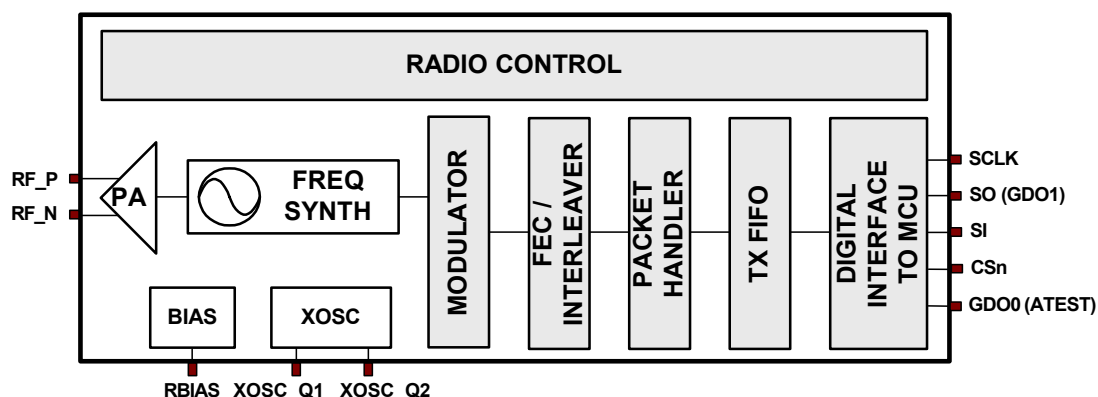 RADIO CONTROL
RF_P
RF_N
PA
FREQ
SYNTH
MODULATOR
FEC /
INTERLEAVER
PACKET
HANDLER
TX FIFO
DIGITAL
INTERFACE
TO MCU
SCLK
SO (GDO1)
SI
CSn
GDO0 (ATEST)
BIAS
XOSC
RBIAS
XOSC_Q1
XOSC_Q2